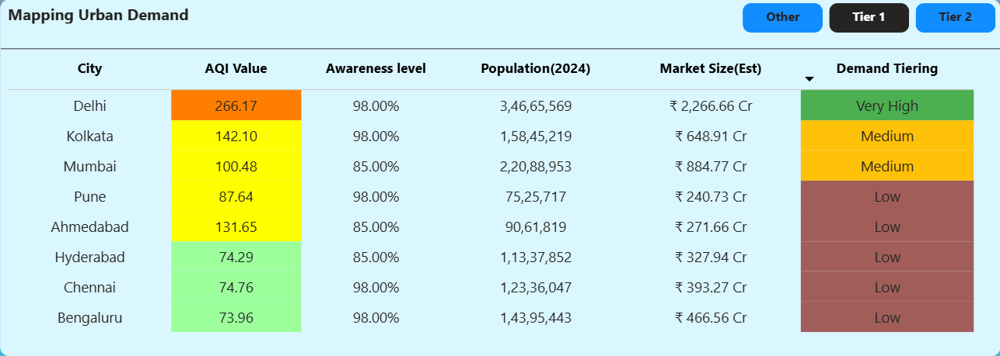 Mapping Urban Demand Other Tier 1 Tier 2
City AQI Value Awareness level Population(2024) Market Size(Est) Demand Tiering
Delhi 266.17 98.00% 3,46,65,569 ₹ 2,266.66 Cr Very High
Kolkata 142.10 98.00% 1,58,45,219 ₹ 648.91 Cr Medium
Mumbai 100.48 85.00% 2,20,88,953 ₹ 884.77 Cr Medium
Pune 87.64 98.00% 75,25,717 ₹ 240.73 Cr Low
Ahmedabad 131.65 85.00% 90,61,819 ₹ 271.66 Cr Low
Hyderabad 74.29 85.00% 1,13,37,852 ₹ 327.94 Cr Low
Chennai 74.76 98.00% 1,23,36,047 ₹ 393.27 Cr Low
Bengaluru 73.96 98.00% 1,43,95,443 ₹ 466.56 Cr Low